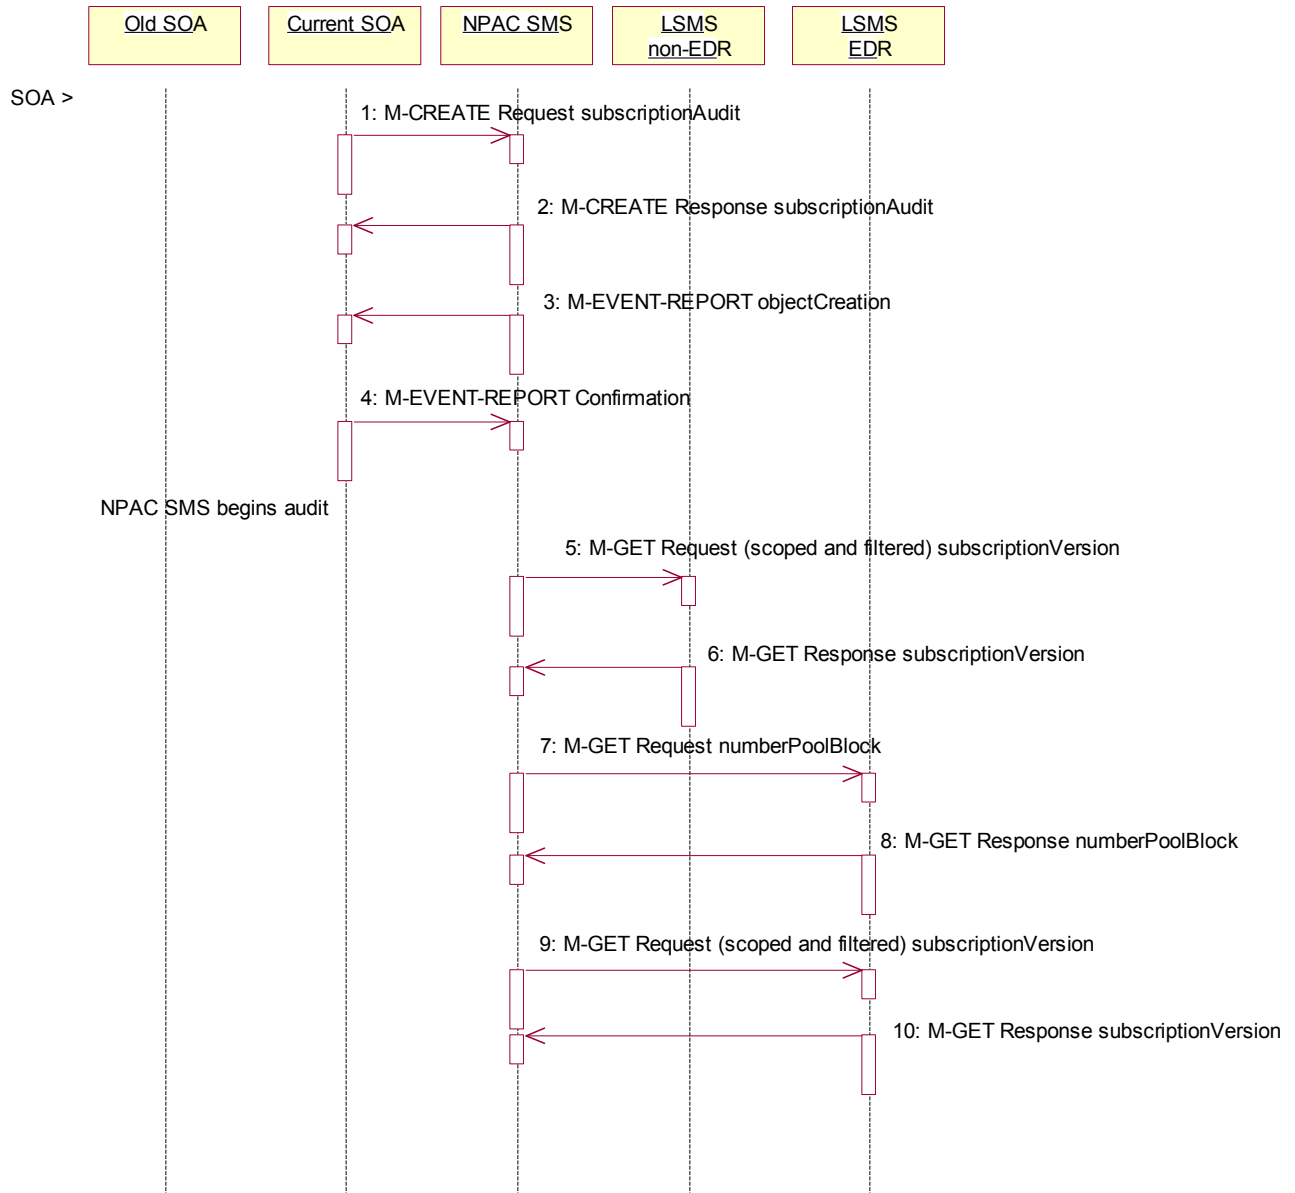 Old SOA
Current SOA
NPAC SMS
LSMS
non-EDR
LSMS
EDR
SOA >
1: M-CREATE Request subscriptionAudit
2: M-CREATE Response subscriptionAudit
3: M-EVENT-REPORT objectCreation
4: M-EVENT-REPORT Confirmation
NPAC SMS begins audit
5: M-GET Request (scoped and filtered) subscriptionVersion
6: M-GET Response subscriptionVersion
7: M-GET Request numberPoolBlock
8: M-GET Response numberPoolBlock
9: M-GET Request (scoped and filtered) subscriptionVersion
10: M-GET Response subscriptionVersion